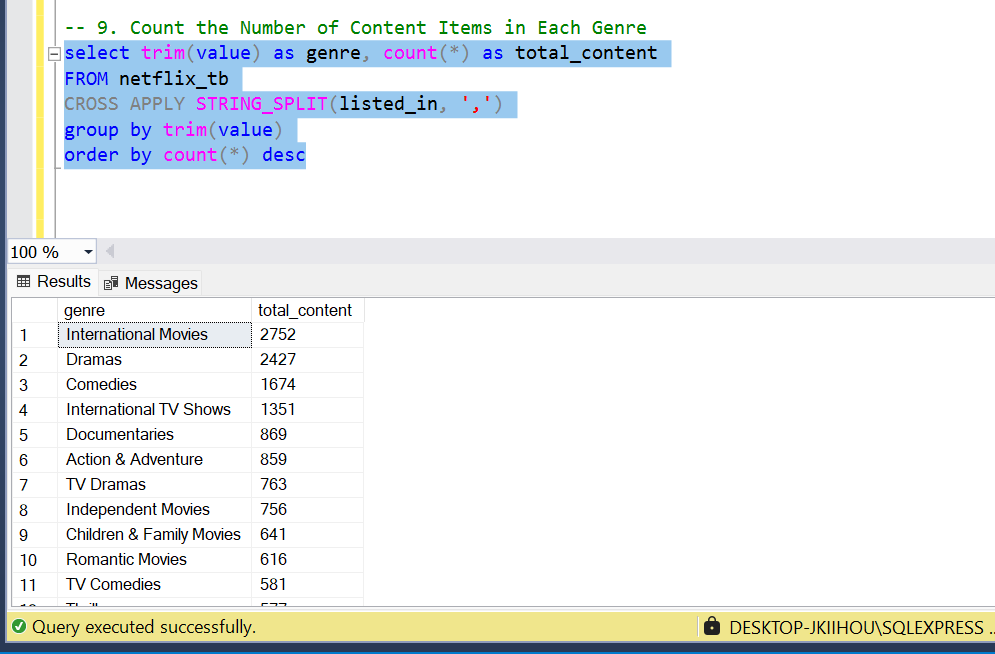 -- 9. Count the Number of Content Items in Each Genre
select trim(value) as genre, count(*) as total_content
FROM netflix_tb
CROSS APPLY STRING_SPLIT(listed_in, ',')
group by trim(value)
order by count(*) desc
100 %
Results Messages
genre total_content
1 International Movies 2752
2 Dramas 2427
3 Comedies 1674
4 International TV Shows 1351
5 Documentaries 869
6 Action & Adventure 859
7 TV Dramas 763
8 Independent Movies 756
9 Children & Family Movies 641
10 Romantic Movies 616
11 TV Comedies 581
Query executed successfully. DESKTOP-JKIIHOU\SQLEXPRESS ..